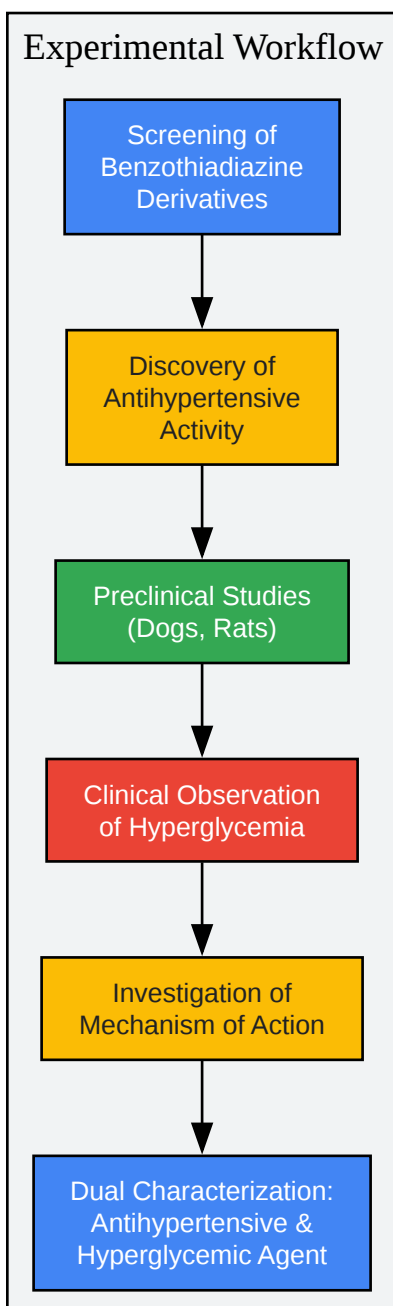 Experimental Workflow
Screening of
Benzothiadiazine
Derivatives
Discovery of
Antihypertensive
Activity
Preclinical Studies
(Dogs, Rats)
Clinical Observation
of Hyperglycemia
Investigation of
Mechanism of Action
Dual Characterization:
Antihypertensive &
Hyperglycemic Agent